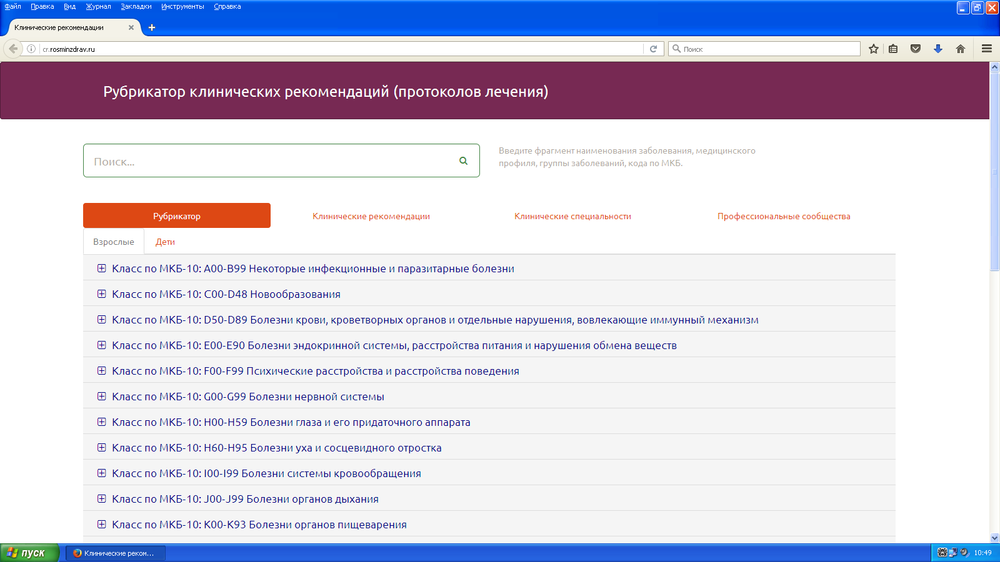 Файл Правка Вид Журнал Закладки Инструменты Справка
Клинические рекомендации
cr.rosminzdrav.ru
Поиск
Рубрикатор клинических рекомендаций (протоколов лечения)
Поиск...
Введите фрагмент наименования заболевания, медицинского
профиля, группы заболеваний, кода по МКБ.
Рубрикатор Клинические рекомендации Клинические специальности Профессиональные сообщества
Взрослые Дети
Класс по МКБ-10: A00-B99 Некоторые инфекционные и паразитарные болезни
Класс по МКБ-10: C00-D48 Новообразования
Класс по МКБ-10: D50-D89 Болезни крови, кроветворных органов и отдельные нарушения, вовлекающие иммунный механизм
Класс по МКБ-10: E00-E90 Болезни эндокринной системы, расстройства питания и нарушения обмена веществ
Класс по МКБ-10: F00-F99 Психические расстройства и расстройства поведения
Класс по МКБ-10: G00-G99 Болезни нервной системы
Класс по МКБ-10: H00-H59 Болезни глаза и его придаточного аппарата
Класс по МКБ-10: H60-H95 Болезни уха и сосцевидного отростка
Класс по МКБ-10: I00-I99 Болезни системы кровообращения
Класс по МКБ-10: J00-J99 Болезни органов дыхания
Класс по МКБ-10: K00-K93 Болезни органов пищеварения
пуск Клинические реком... 10:49